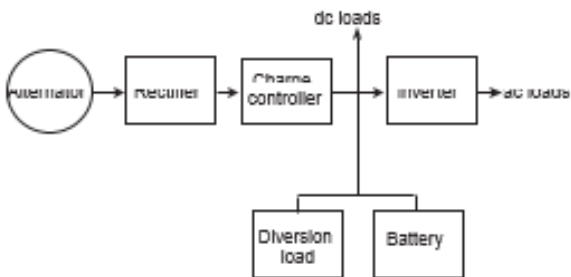 dc loads
Alternator
Rectifier
Charge
controller
Inverter
ac loads
Diversion
load
Battery